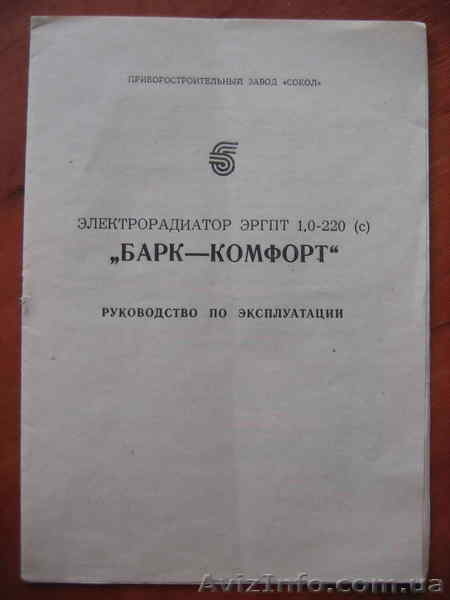 ПРИБОРОСТРОИТЕЛЬНЫЙ ЗАВОД «СОКОЛ»
ЭЛЕКТРОРАДИАТОР ЭРГПТ 1,0-220 (с)
„БАРК—КОМФОРТ“
РУКОВОДСТВО ПО ЭКСПЛУАТАЦИИ
AvizInfo.com.ua